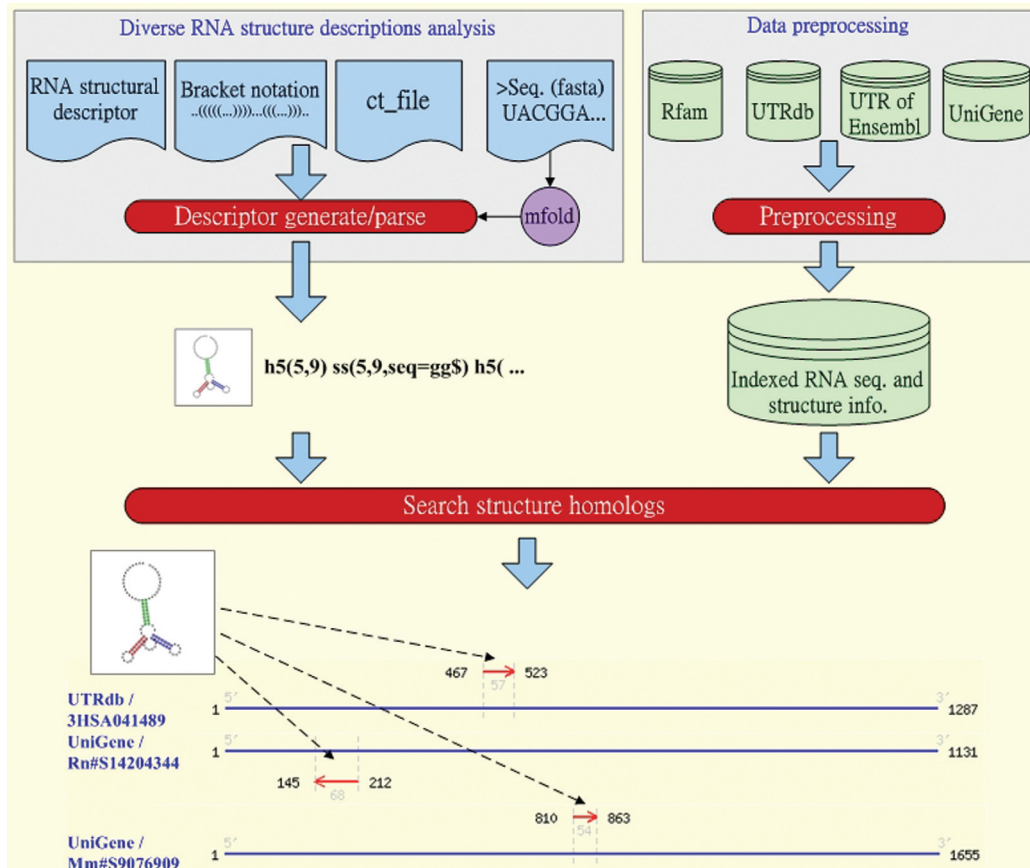 Diverse RNA structure descriptions analysis
RNA structural
descriptor
Bracket notation
..(((((...))))...(((...)))..
ct_file
>Seq. (fasta)
UACGGA...
Descriptor generate/parse
mfold
Data preprocessing
Rfam
UTRdb
UTR of
Ensembl
UniGene
Preprocessing
h5(5,9) ss(5,9,seq=gg$) h5( ...
Indexed RNA seq. and
structure info.
Search structure homologs
467 523
57
UTRdb /
3HSA041489
5′ 3′
1 1287
UniGene /
Rn#S14204344
5′ 3′
1 1131
145 212
68
810 863
54
UniGene /
Mm#S9076909
5′ 3′
1 1655